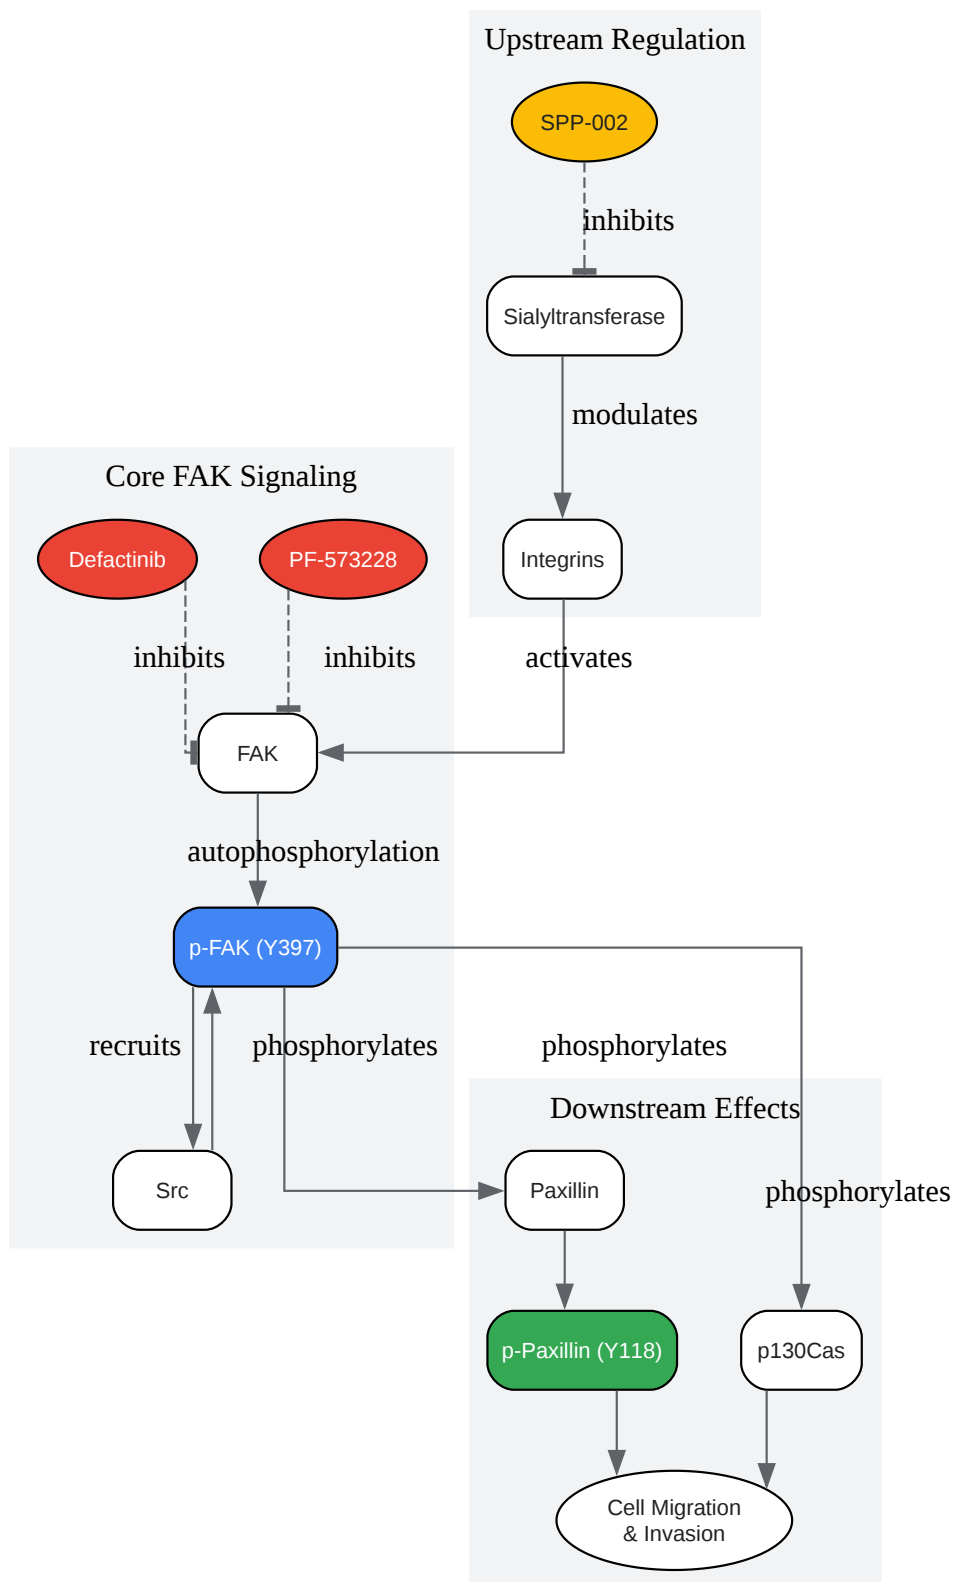 Upstream Regulation
SPP-002
inhibits
Sialyltransferase
modulates
Core FAK Signaling
Defactinib
PF-573228
Integrins
inhibits
inhibits
activates
FAK
autophosphorylation
p-FAK (Y397)
recruits
phosphorylates
phosphorylates
Downstream Effects
Src
Paxillin
phosphorylates
p-Paxillin (Y118)
p130Cas
Cell Migration
& Invasion